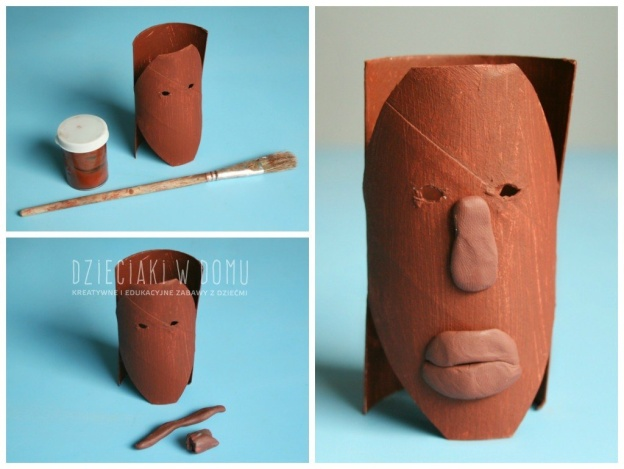 DZIECIAKI W DOMU
KREATYWNE I EDUKACYJNE ZABAWY Z DZIEĆMI